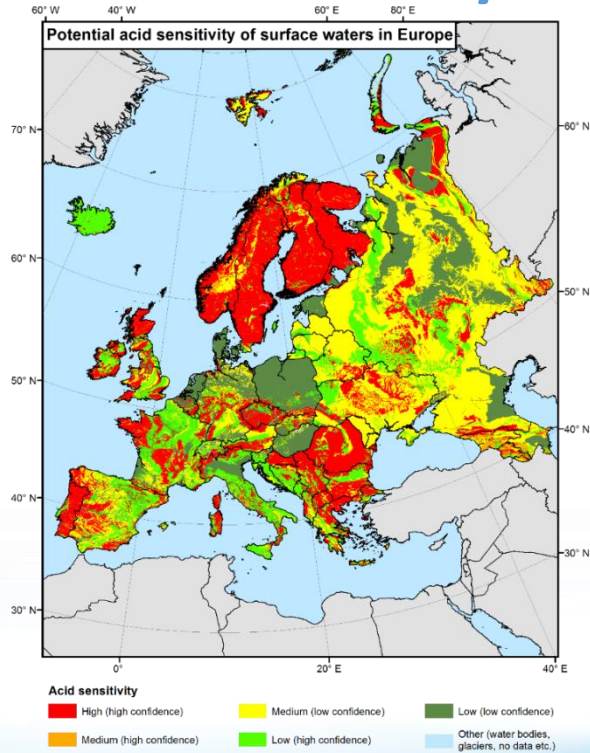 60° W 40° W 60° E 80° E
Potential acid sensitivity of surface waters in Europe
70° N
60° N
60° N
50° N
50° N
40° N
40° N
30° N
30° N
0° 20° E 40° E
Acid sensitivity
High (high confidence)
Medium (low confidence)
Low (low confidence)
Medium (high confidence)
Low (high confidence)
Other (water bodies,
glaciers, no data etc.)